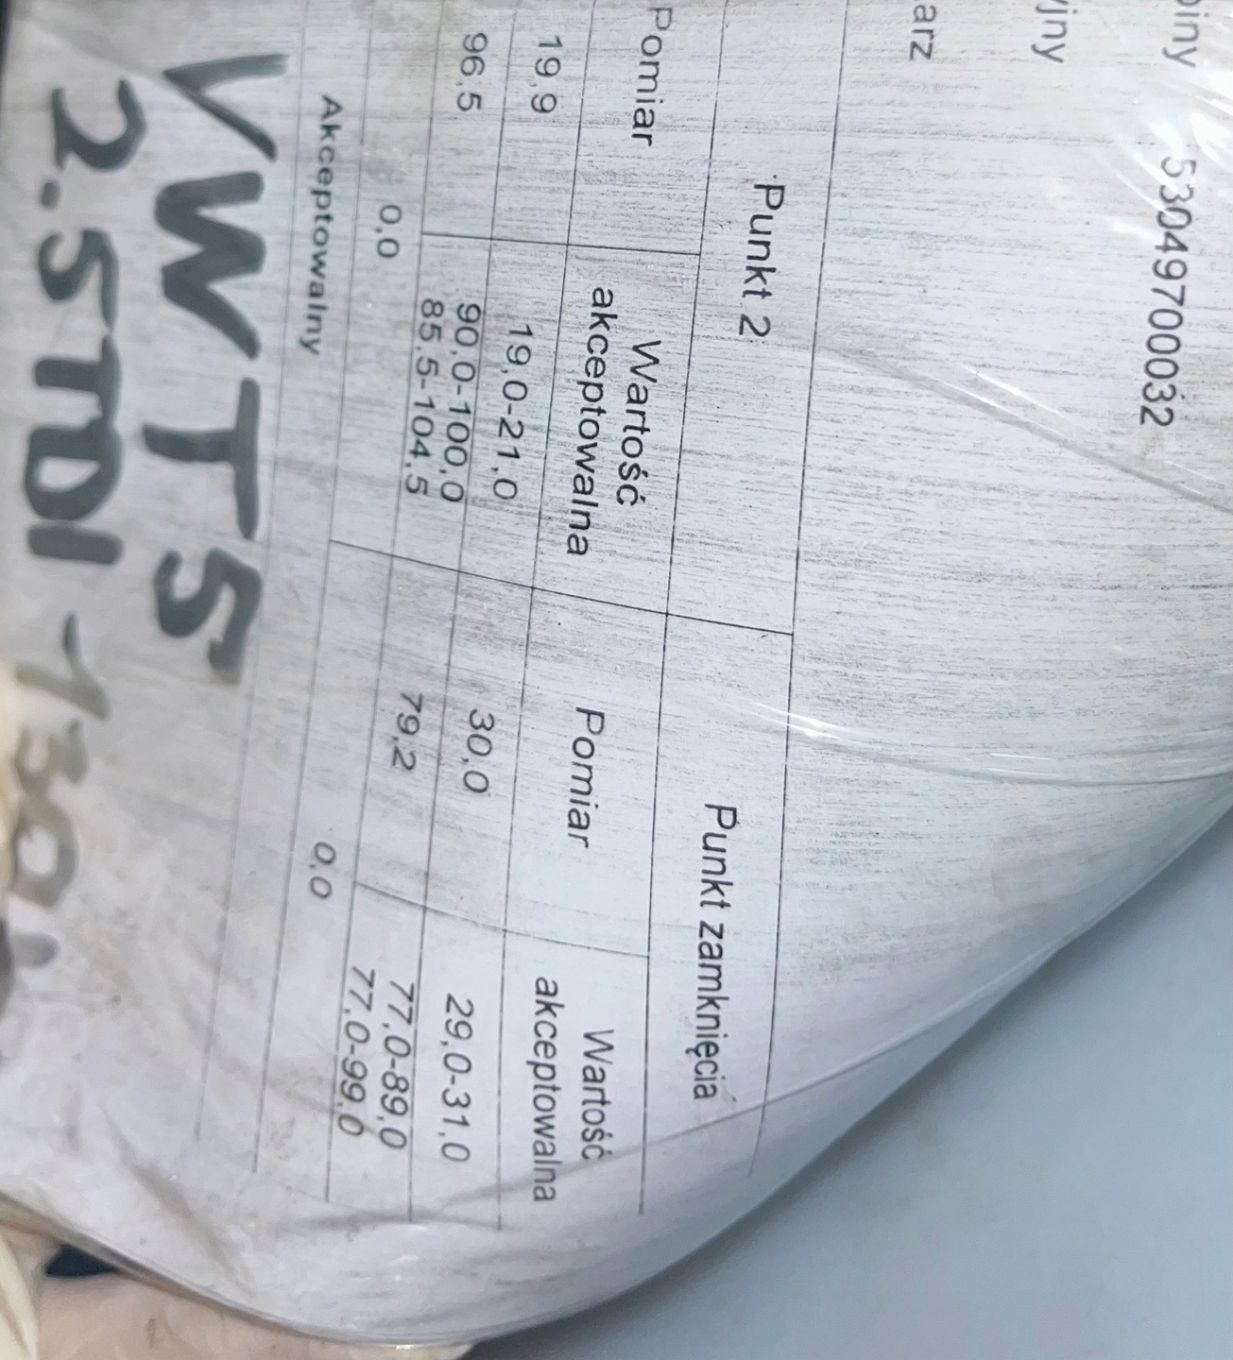 53049700032
Punkt 2
Punkt zamknięcia
Pomiar
Wartość
akceptowalna
Pomiar
Wartość
akceptowalna
19,9
19,0-21,0
30,0
29,0-31,0
96,5
90,0-100,0
85,5-104,5
79,2
77,0-89,0
77,0-99,0
0,0
0,0
Akceptowalny
VW T5
2.5TDI -130